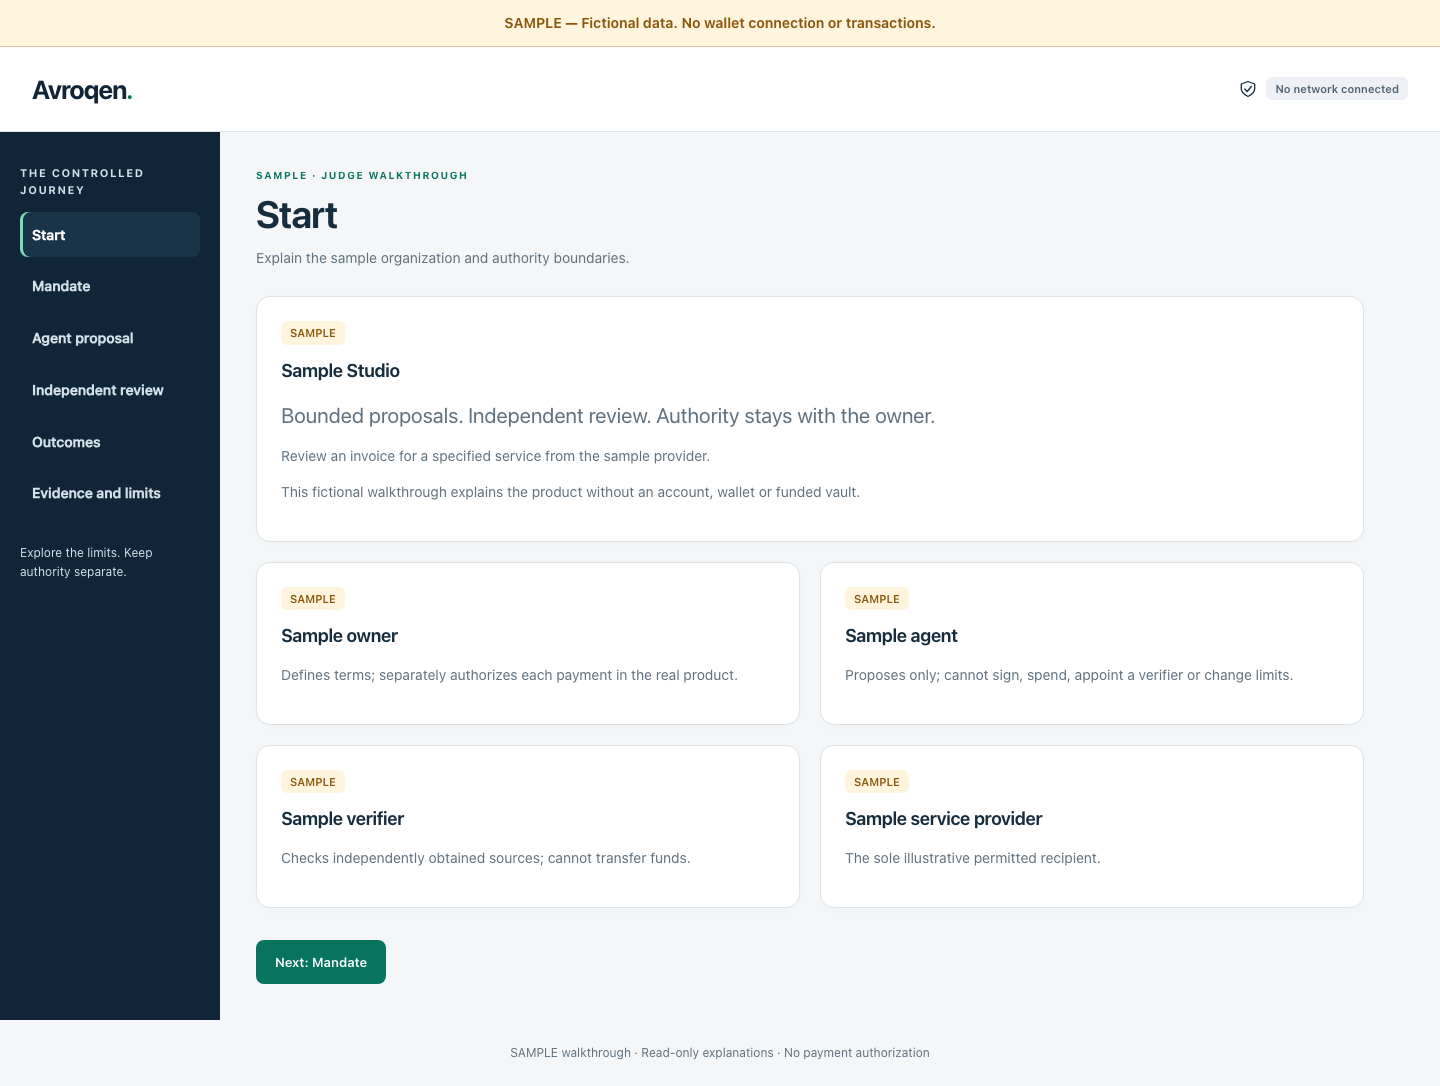 SAMPLE — Fictional data. No wallet connection or transactions.
Avroqen.
No network connected
THE CONTROLLED
JOURNEY
Start
Mandate
Agent proposal
Independent review
Outcomes
Evidence and limits
Explore the limits. Keep
authority separate.
SAMPLE · JUDGE WALKTHROUGH
Start
Explain the sample organization and authority boundaries.
SAMPLE
Sample Studio
Bounded proposals. Independent review. Authority stays with the owner.
Review an invoice for a specified service from the sample provider.
This fictional walkthrough explains the product without an account, wallet or funded vault.
SAMPLE
Sample owner
Defines terms; separately authorizes each payment in the real product.
SAMPLE
Sample agent
Proposes only; cannot sign, spend, appoint a verifier or change limits.
SAMPLE
Sample verifier
Checks independently obtained sources; cannot transfer funds.
SAMPLE
Sample service provider
The sole illustrative permitted recipient.
Next: Mandate
SAMPLE walkthrough · Read-only explanations · No payment authorization